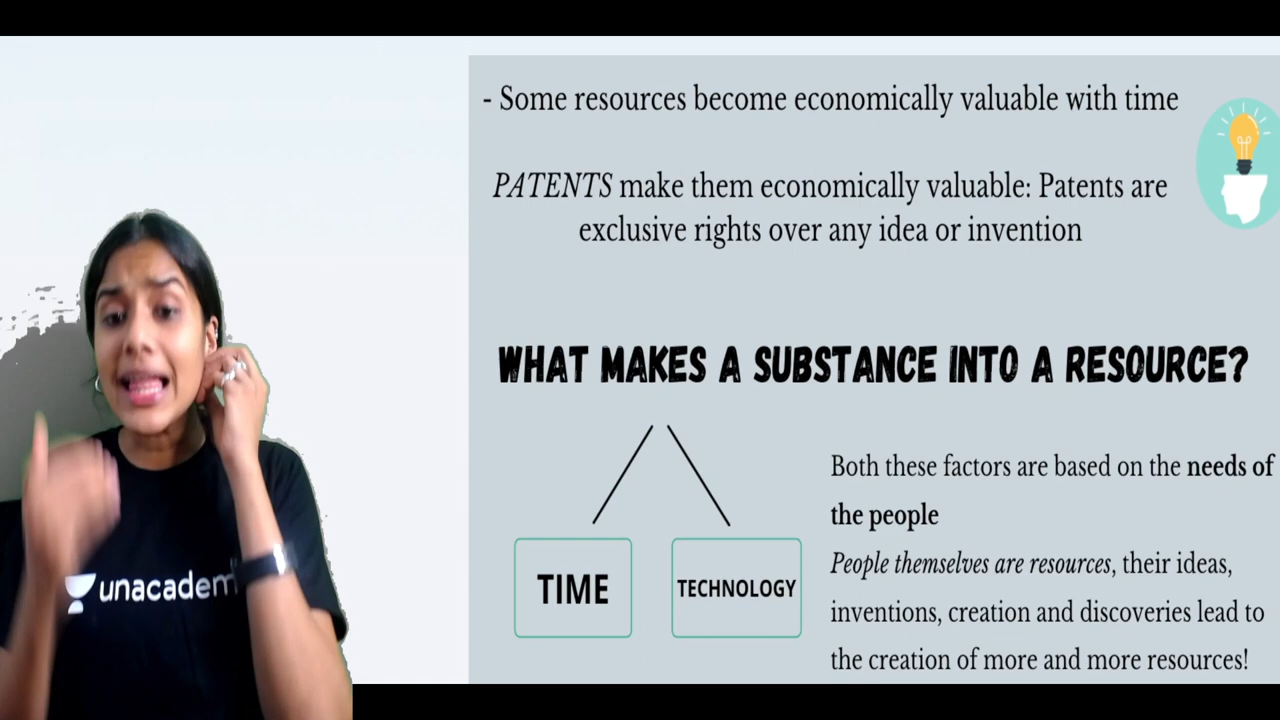 - Some resources become economically valuable with time
PATENTS make them economically valuable: Patents are
exclusive rights over any idea or invention
WHAT MAKES A SUBSTANCE INTO A RESOURCE?
TIME
TECHNOLOGY
Both these factors are based on the needs of
the people
People themselves are resources, their ideas,
inventions, creation and discoveries lead to
the creation of more and more resources!
unacadem